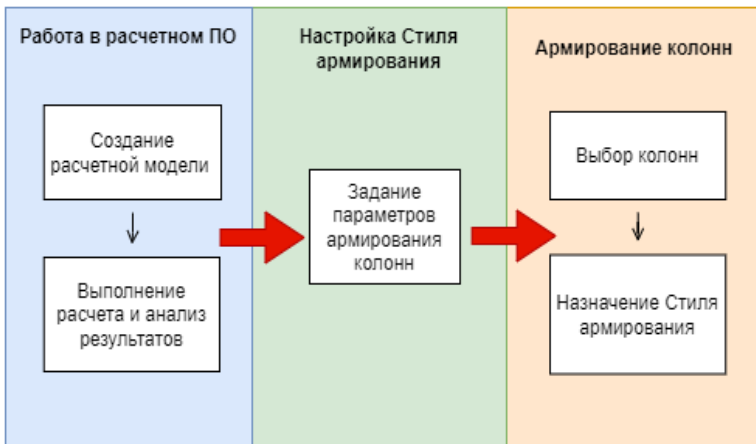 Работа в расчетном ПО
Создание
расчетной модели
Выполнение
расчета и анализ
результатов
Настройка Стиля
армирования
Задание
параметров
армирования
колонн
Армирование колонн
Выбор колонн
Назначение Стиля
армирования